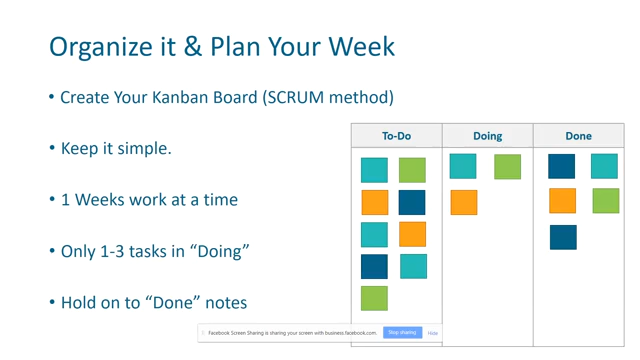 Organize it & Plan Your Week
• Create Your Kanban Board (SCRUM method)
• Keep it simple.
• 1 Weeks work at a time
• Only 1-3 tasks in “Doing”
• Hold on to “Done” notes
To-Do Doing Done
Facebook Screen Sharing is sharing your screen with business.facebook.com. Stop sharing Hide